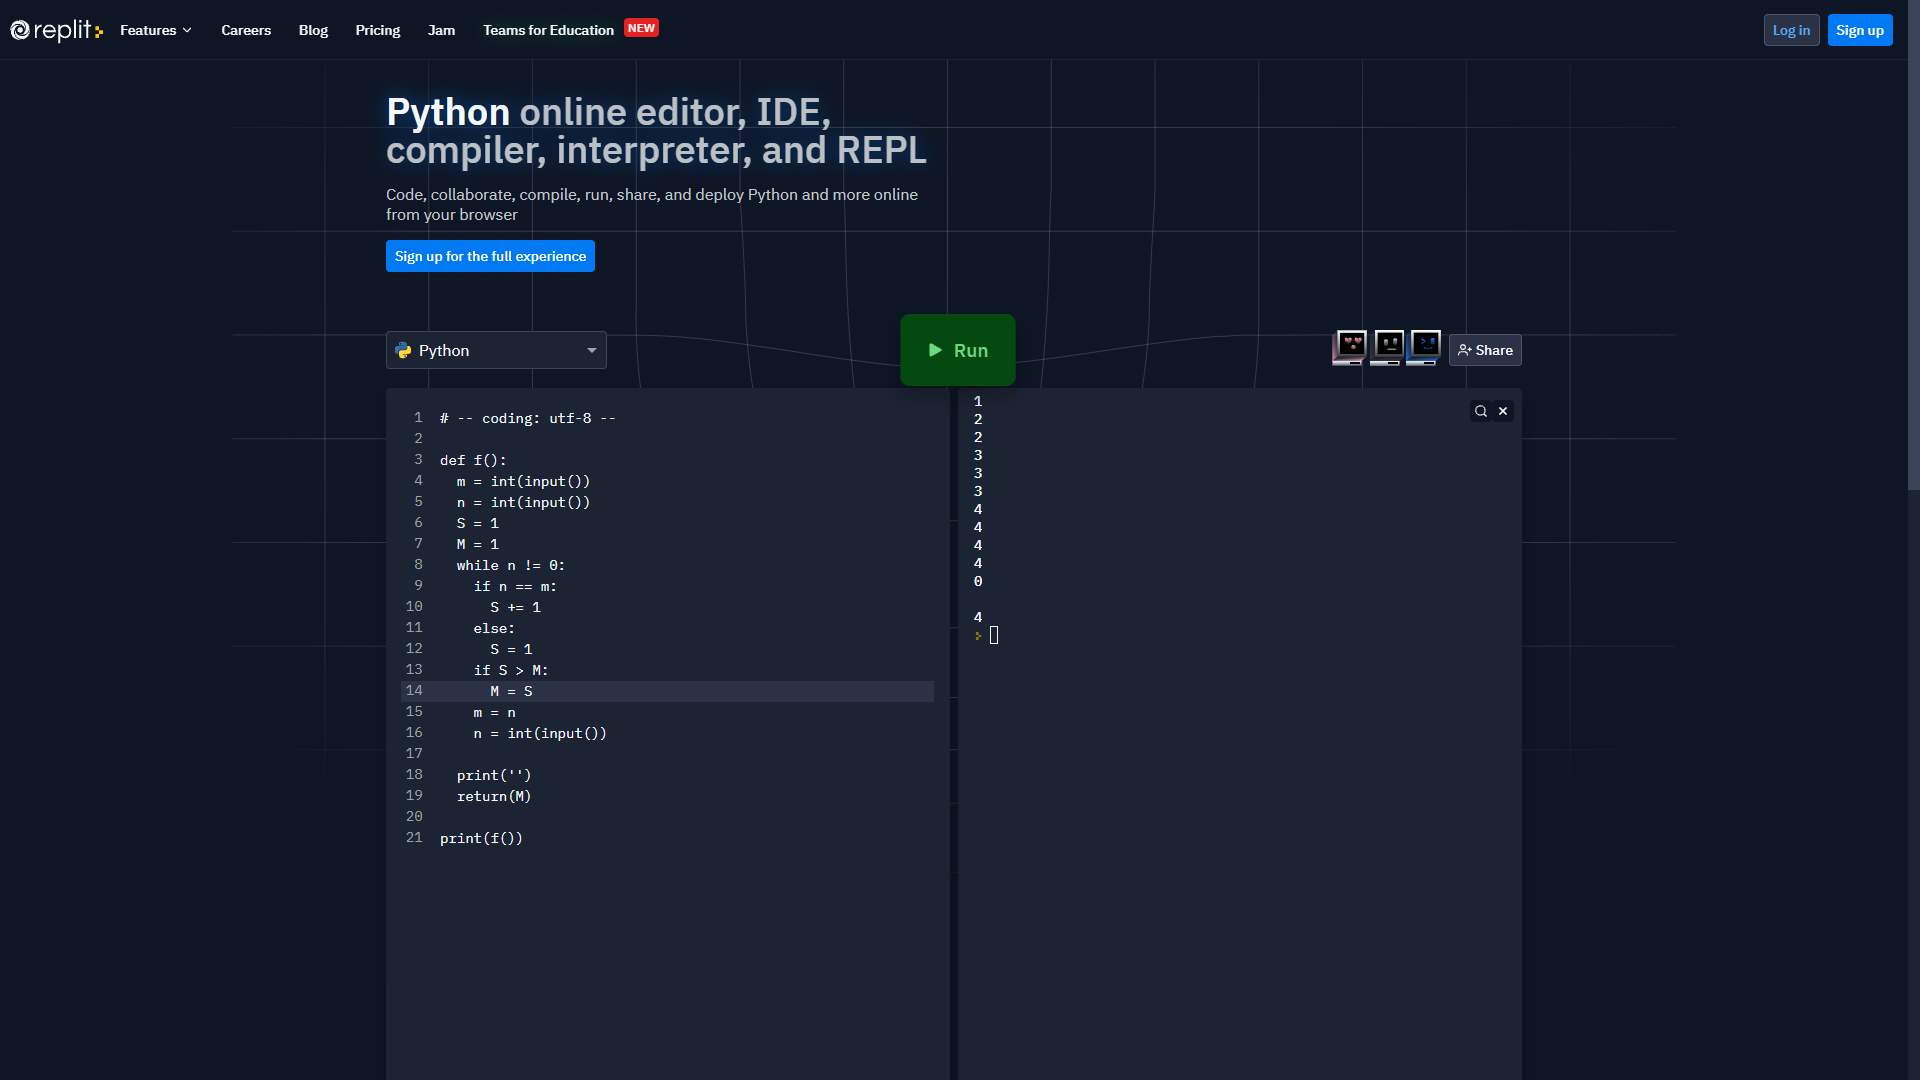 replit
Features
Careers
Blog
Pricing
Jam
Teams for Education
NEW
Log in
Sign up
Python online editor, IDE,
compiler, interpreter, and REPL
Code, collaborate, compile, run, share, and deploy Python and more online
from your browser
Sign up for the full experience
Python
Run
Share
1 # -- coding: utf-8 --
2
3 def f():
4   m = int(input())
5   n = int(input())
6   S = 1
7   M = 1
8   while n != 0:
9     if n == m:
10       S += 1
11     else:
12       S = 1
13     if S > M:
14       M = S
15     m = n
16     n = int(input())
17
18   print('')
19   return(M)
20
21 print(f())
1
2
2
3
3
3
4
4
4
4
0
4